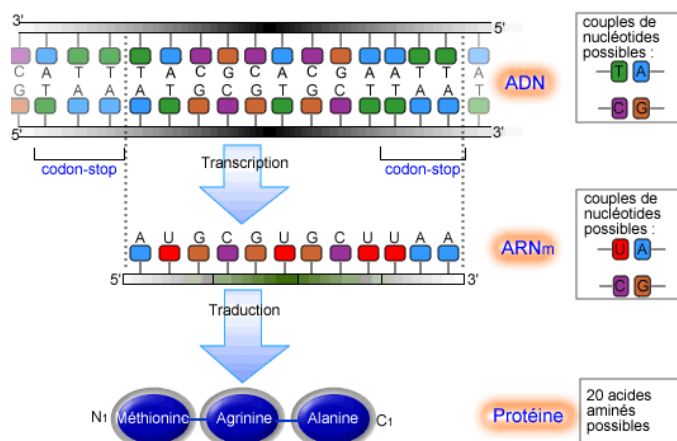 3'
5'
C A T T T A C G C A C G A A T T A
G T A A A T G C G T G C T T A A T
5'
3'
ADN
codon-stop
Transcription
codon-stop
couples de
nucléotides
possibles :
T A
C G
A U G C G U G C U U A A
5'
3'
ARNm
couples de
nucléotides
possibles :
U A
C G
Traduction
N1 Méthionine Agrinine Alanine C1
Protéine
20 acides
aminés
possibles